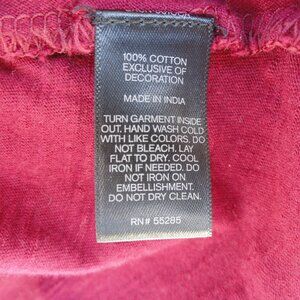 100% COTTON
EXCLUSIVE OF
DECORATION
MADE IN INDIA
TURN GARMENT INSIDE
OUT. HAND WASH COLD
WITH LIKE COLORS. DO
NOT BLEACH. LAY
FLAT TO DRY. COOL
IRON IF NEEDED. DO
NOT IRON ON
EMBELLISHMENT.
DO NOT DRY CLEAN.
RN# 55285